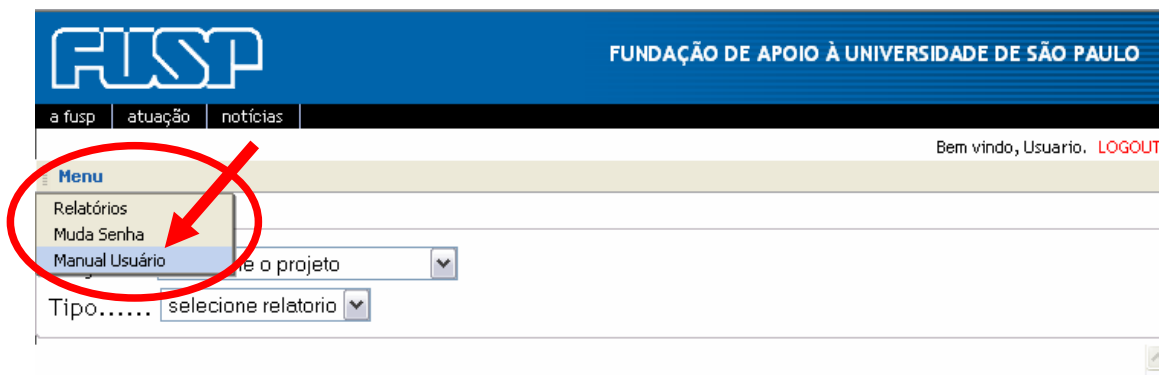 FUSP
FUNDAÇÃO DE APOIO À UNIVERSIDADE DE SÃO PAULO
a fusp atuação notícias
Bem vindo, Usuario. LOGOUT
Menu
Relatórios
Muda Senha
Manual Usuário
o projeto
Tipo...... selecione relatorio